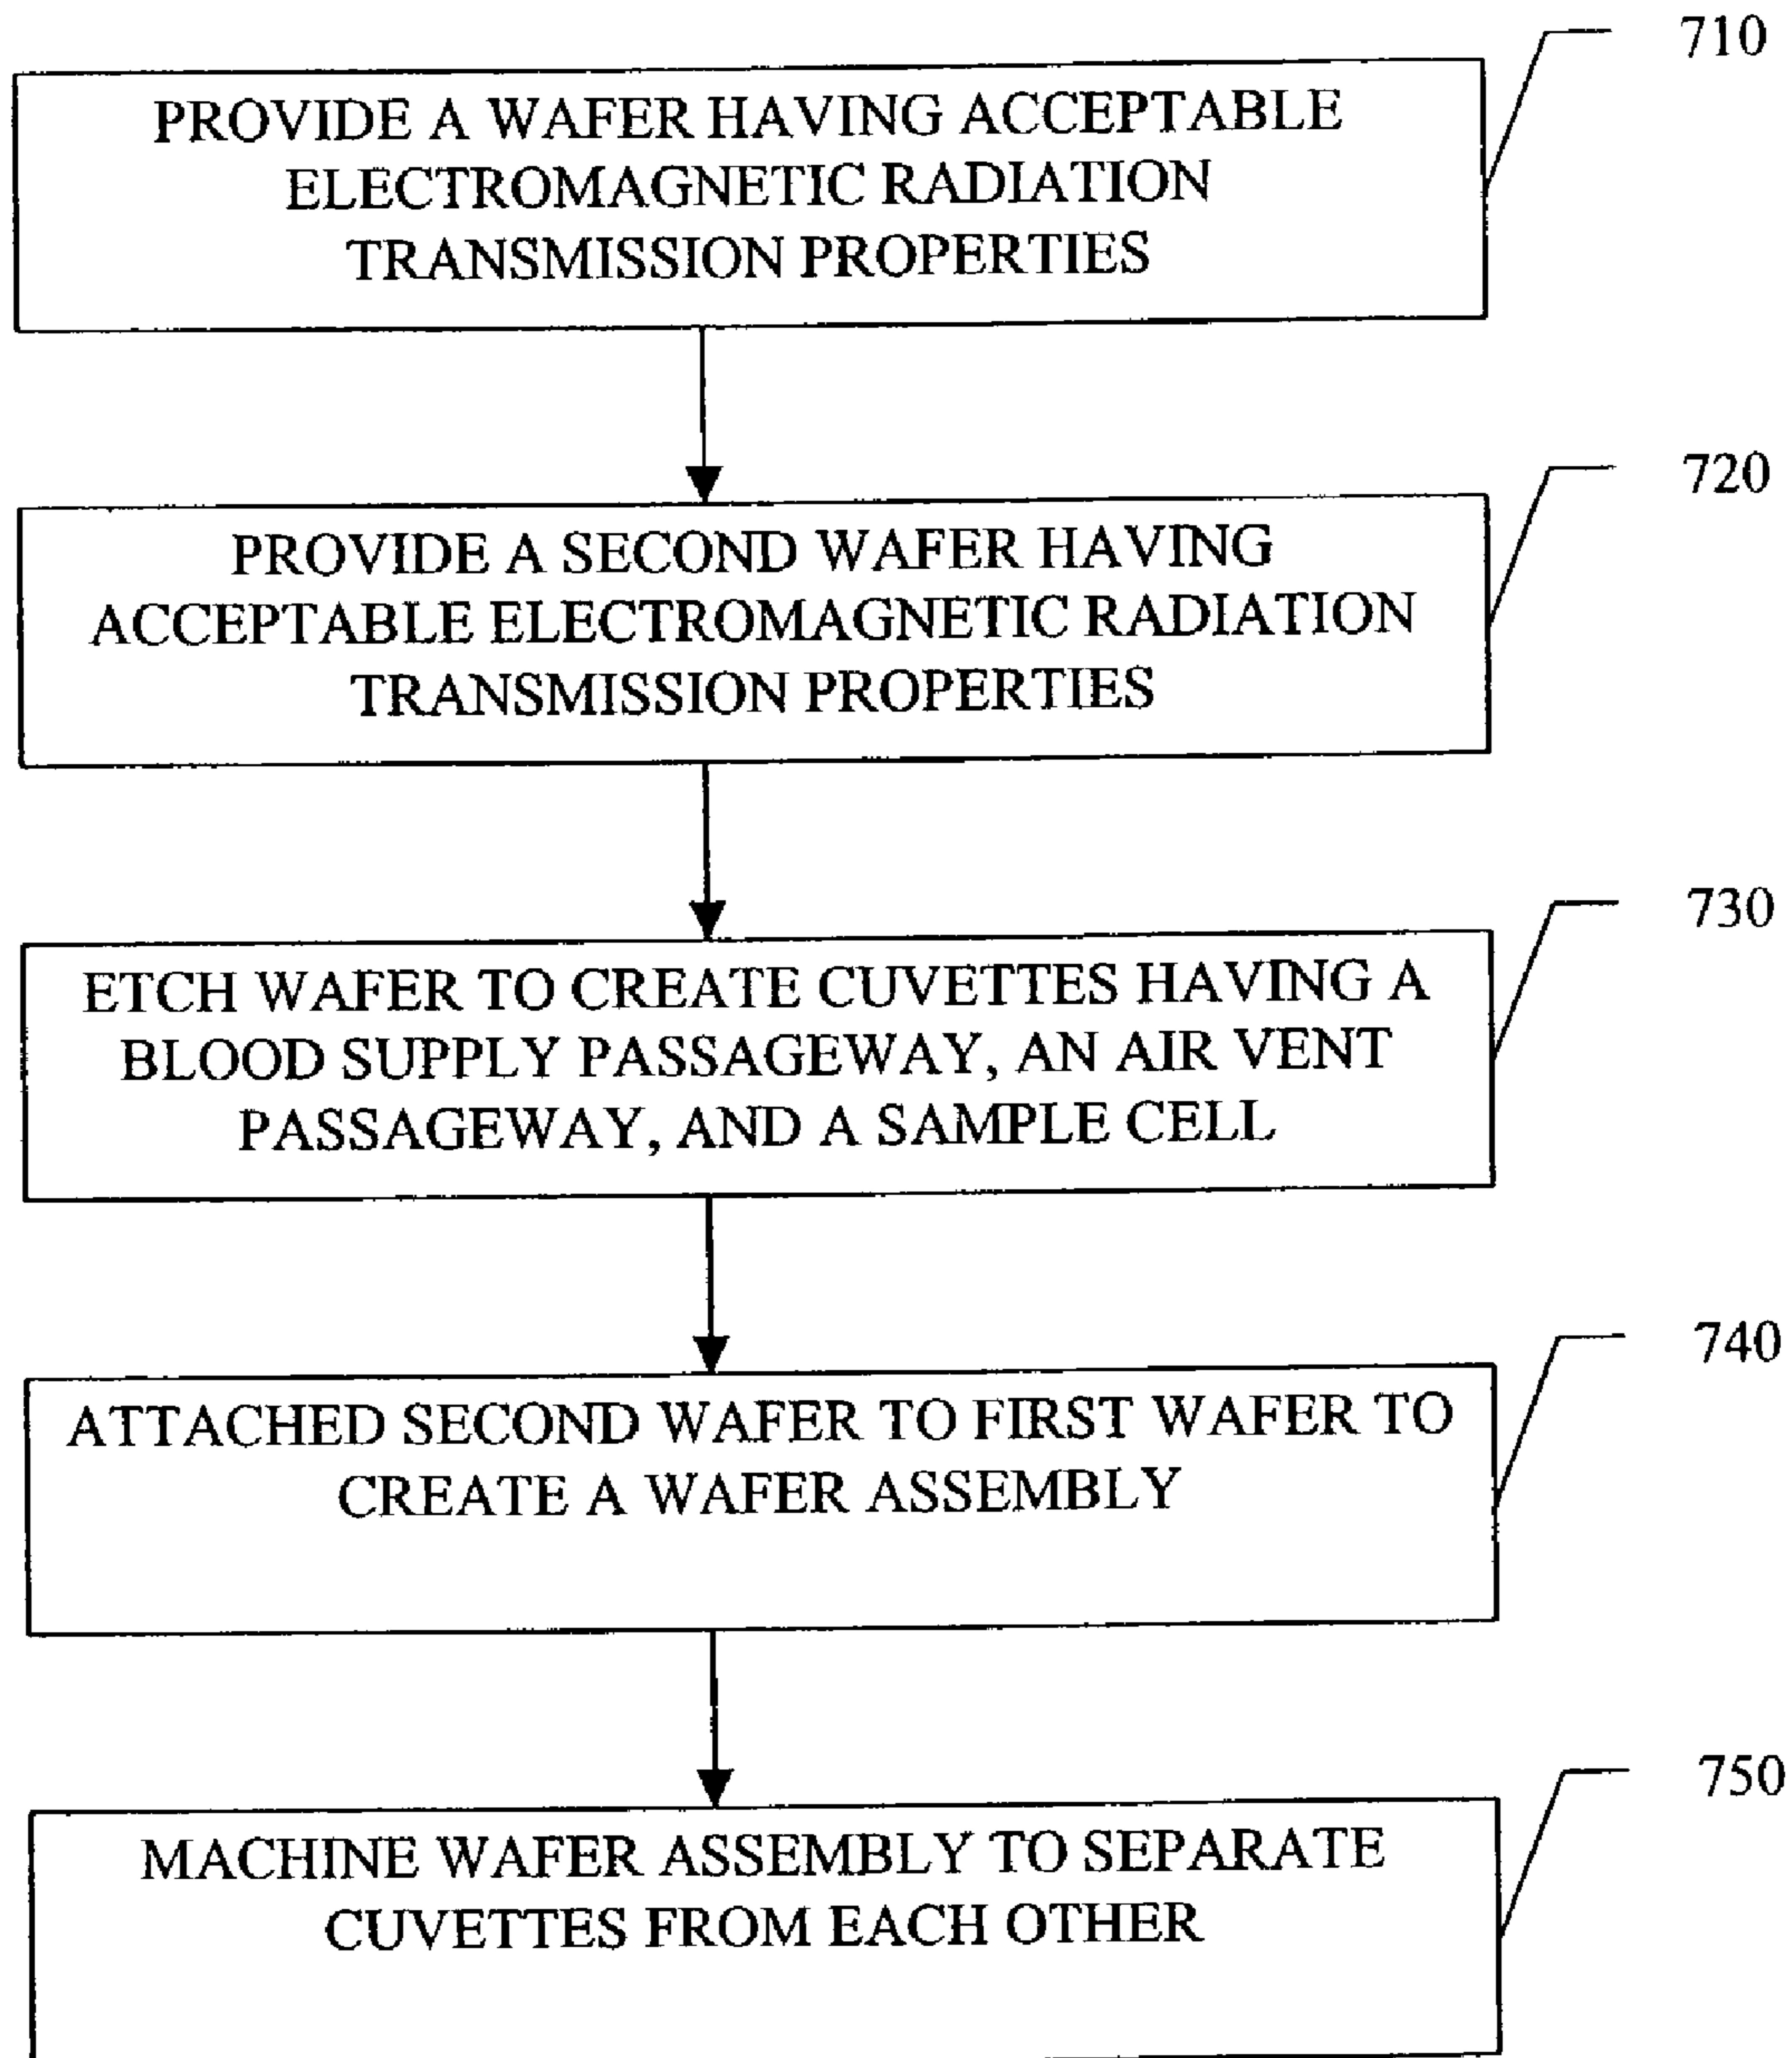 710
PROVIDE A WAFER HAVING ACCEPTABLE
ELECTROMAGNETIC RADIATION
TRANSMISSION PROPERTIES
720
PROVIDE A SECOND WAFER HAVING
ACCEPTABLE ELECTROMAGNETIC RADIATION
TRANSMISSION PROPERTIES
730
ETCH WAFER TO CREATE CUVETTES HAVING A
BLOOD SUPPLY PASSAGEWAY, AN AIR VENT
PASSAGEWAY, AND A SAMPLE CELL
740
ATTACHED SECOND WAFER TO FIRST WAFER TO
CREATE A WAFER ASSEMBLY
750
MACHINE WAFER ASSEMBLY TO SEPARATE
CUVETTES FROM EACH OTHER